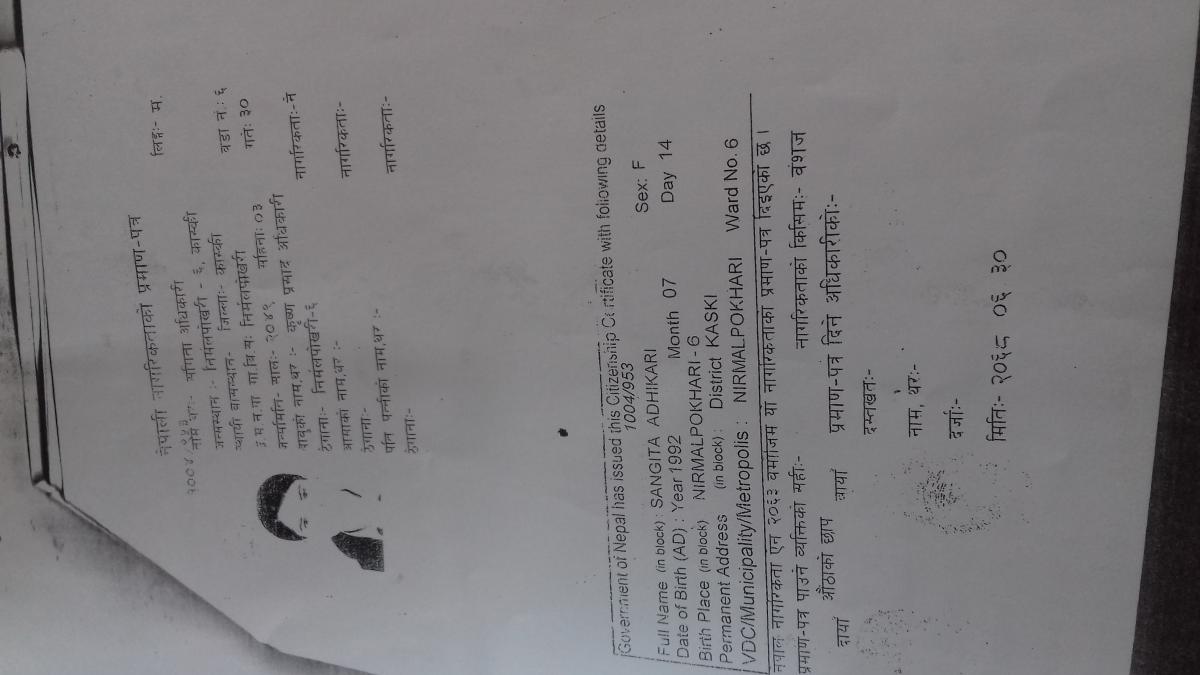 नेपाली नागरिकताको प्रमाण-पत्र
लिङ्गः- म.
नाम थरः- संगिता अधिकारी
जन्मस्थान :- निर्मलपोखरी - ६, कास्की
स्थायी बासस्थान- जिल्लाः- कास्की वडा नं.: ६
गा.वि.सः निर्मलपोखरी
जन्ममिति- सालः- २०४९ महिनाः ०३ गतेः ३०
बाबुको नाम,थर :- कृष्ण प्रसाद अधिकारी नागरिकताः-ने
ठेगानाः- निर्मलपोखरी-६
आमाको नाम,थर :- नागरिकताः-
ठेगानाः-
पति पत्नीको नाम,थर :- नागरिकताः-
ठेगानाः-
Government of Nepal has issued this Citizenship Certificate with following details
1004/953
Full Name (in block) : SANGITA ADHIKARI Sex: F
Date of Birth (AD) : Year 1992 Month 07 Day 14
Birth Place (in block) NIRMALPOKHARI - 6
Permanent Address (in block) : District KASKI
VDC/Municipality/Metropolis : NIRMALPOKHARI Ward No. 6
नेपाल नागरिकता ऐन २०६३ बमोजिम यो नागरिकताको प्रमाण-पत्र दिइएको छ ।
प्रमाण-पत्र पाउने व्यक्तिको सहीः- नागरिकताको किसिमः- वंशज
दायाँ औंठाको छाप बायाँ प्रमाण-पत्र दिने अधिकारीकोः-
दस्तखतः-
नाम, थरः-
दर्जाः-
मितिः- २०६८ ०६ ३०